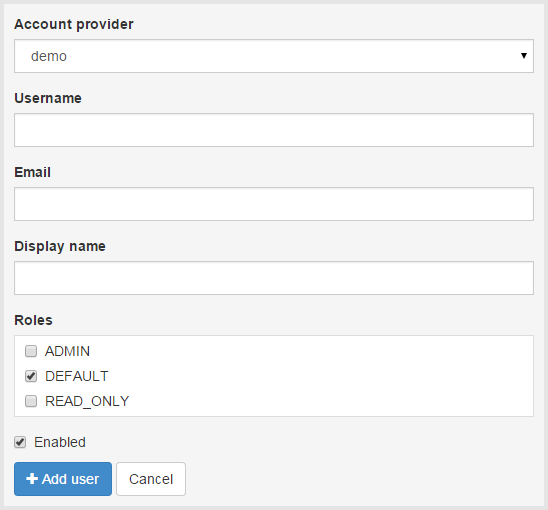 Account provider
demo
Username
Email
Display name
Roles
ADMIN
DEFAULT
READ_ONLY
Enabled
Add user Cancel